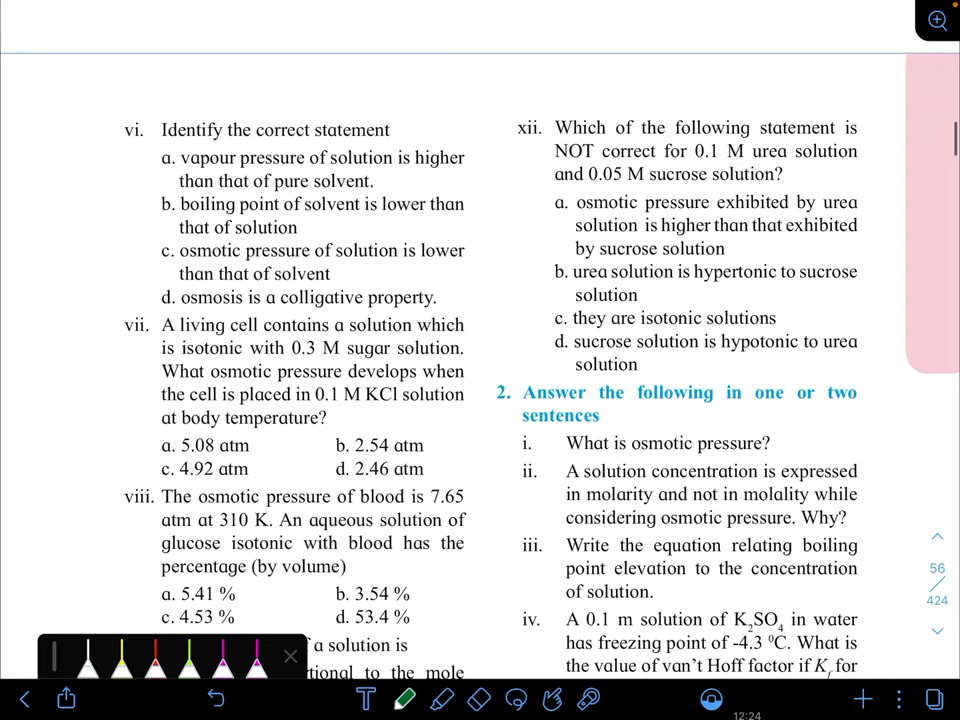 vi. Identify the correct statement
a. vapour pressure of solution is higher
than that of pure solvent.
b. boiling point of solvent is lower than
that of solution
c. osmotic pressure of solution is lower
than that of solvent
d. osmosis is a colligative property.
vii. A living cell contains a solution which
is isotonic with 0.3 M sugar solution.
What osmotic pressure develops when
the cell is placed in 0.1 M KCl solution
at body temperature?
a. 5.08 atm b. 2.54 atm
c. 4.92 atm d. 2.46 atm
viii. The osmotic pressure of blood is 7.65
atm at 310 K. An aqueous solution of
glucose isotonic with blood has the
percentage (by volume)
a. 5.41 % b. 3.54 %
c. 4.53 % d. 53.4 %
f a solution is
rtional to the mole
xii. Which of the following statement is
NOT correct for 0.1 M urea solution
and 0.05 M sucrose solution?
a. osmotic pressure exhibited by urea
solution is higher than that exhibited
by sucrose solution
b. urea solution is hypertonic to sucrose
solution
c. they are isotonic solutions
d. sucrose solution is hypotonic to urea
solution
2. Answer the following in one or two
sentences
i. What is osmotic pressure?
ii. A solution concentration is expressed
in molarity and not in molality while
considering osmotic pressure. Why?
iii. Write the equation relating boiling
point elevation to the concentration
of solution.
iv. A 0.1 m solution of K₂SO₄ in water
has freezing point of -4.3 ⁰C. What is
the value of van't Hoff factor if Kf for
56
424
12:24